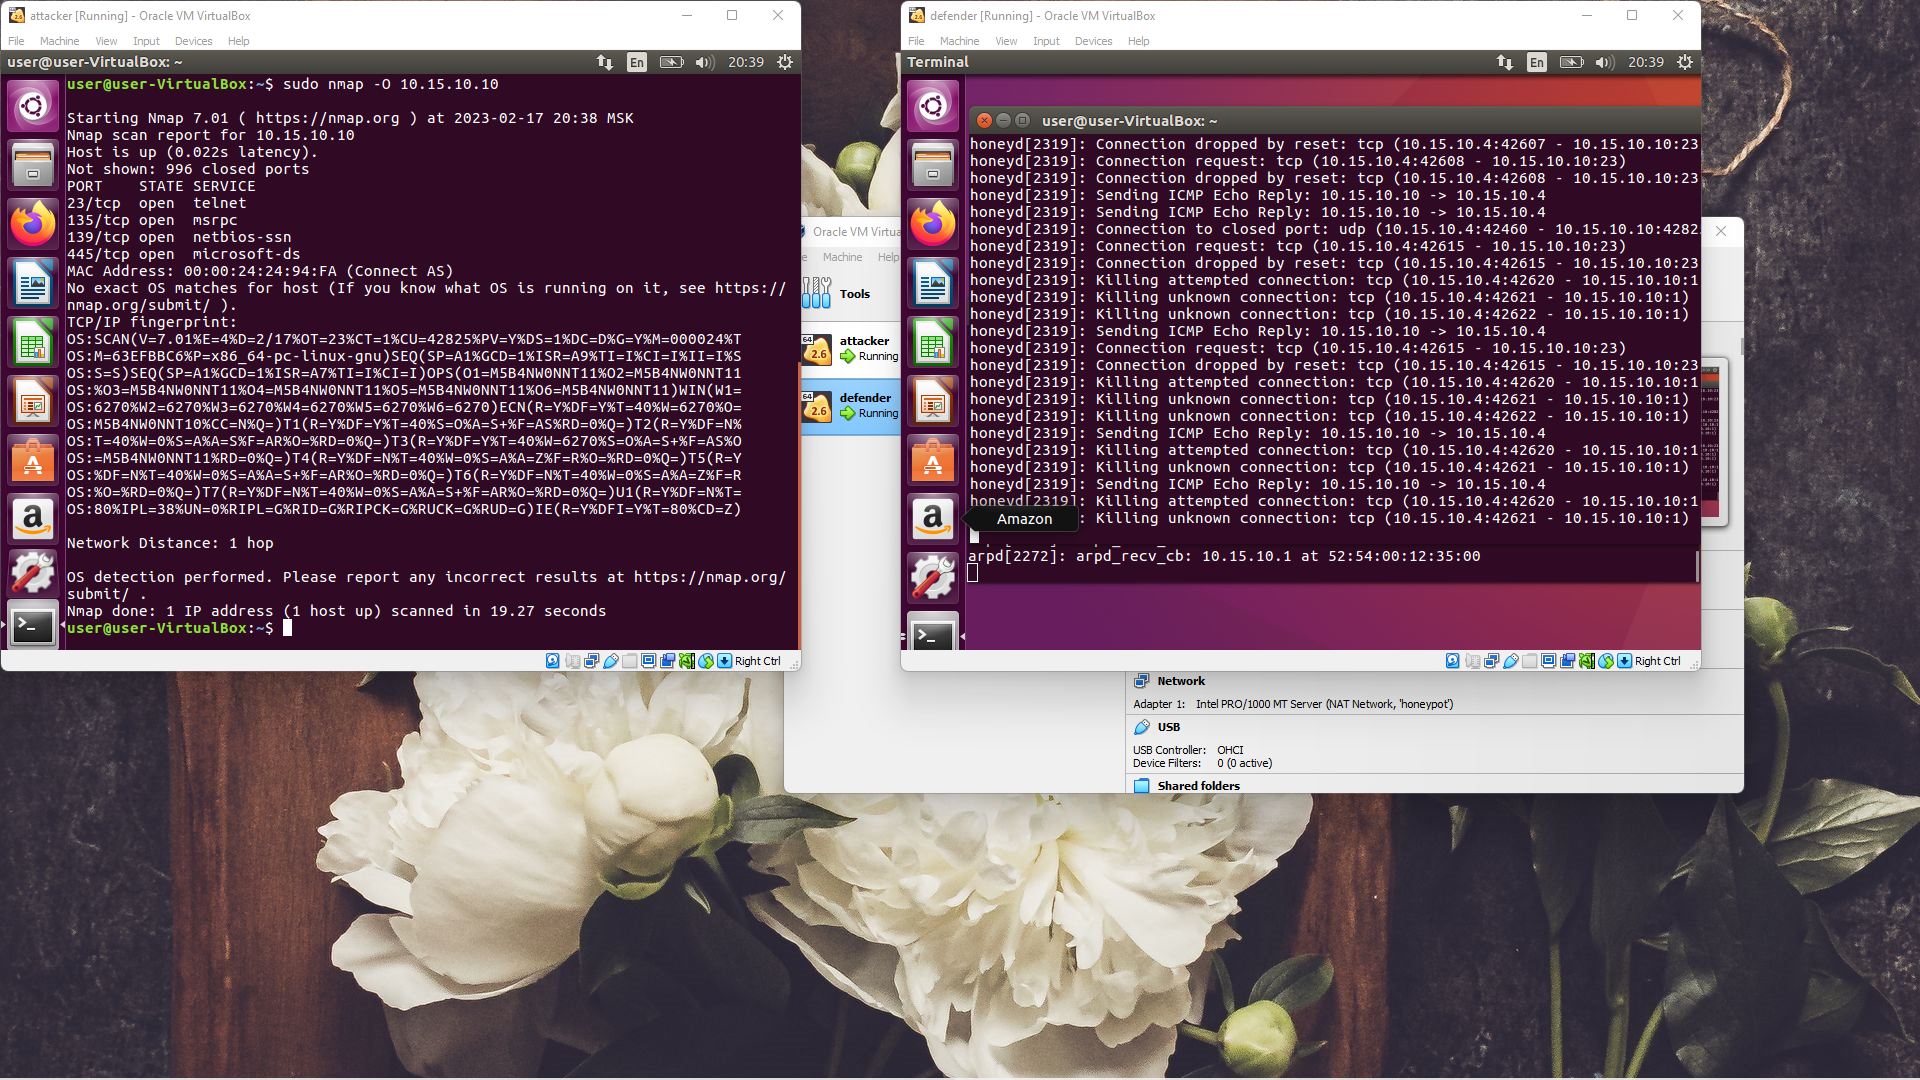 attacker [Running] - Oracle VM VirtualBox
File Machine View Input Devices Help
user@user-VirtualBox: ~
En
20:39
user@user-VirtualBox:~$ sudo nmap -O 10.15.10.10
Starting Nmap 7.01 ( https://nmap.org ) at 2023-02-17 20:38 MSK
Nmap scan report for 10.15.10.10
Host is up (0.022s latency).
Not shown: 996 closed ports
PORT    STATE SERVICE
23/tcp  open  telnet
135/tcp open  msrpc
139/tcp open  netbios-ssn
445/tcp open  microsoft-ds
MAC Address: 00:00:24:24:94:FA (Connect AS)
No exact OS matches for host (If you know what OS is running on it, see https://
nmap.org/submit/ ).
TCP/IP fingerprint:
OS:SCAN(V=7.01%E=4%D=2/17%OT=23%CT=1%CU=42825%PV=Y%DS=1%DC=D%G=Y%M=000024%T
OS:M=63EFBBC6%P=x86_64-pc-linux-gnu)SEQ(SP=A1%GCD=1%ISR=A9%TI=I%CI=I%II=I%S
OS:S=S)SEQ(SP=A1%GCD=1%ISR=A7%TI=I%CI=I)OPS(O1=M5B4NW0NNT11%O2=M5B4NW0NNT11
OS:%O3=M5B4NW0NNT11%O4=M5B4NW0NNT11%O5=M5B4NW0NNT11%O6=M5B4NW0NNT11)WIN(W1=
OS:6270%W2=6270%W3=6270%W4=6270%W5=6270%W6=6270)ECN(R=Y%DF=Y%T=40%W=6270%O=
OS:M5B4NW0NNT10%CC=N%Q=)T1(R=Y%DF=Y%T=40%S=O%A=S+%F=AS%RD=0%Q=)T2(R=Y%DF=N%
OS:T=40%W=0%S=A%A=S%F=AR%O=%RD=0%Q=)T3(R=Y%DF=Y%T=40%W=6270%S=O%A=S+%F=AS%O
OS:=M5B4NW0NNT11%RD=0%Q=)T4(R=Y%DF=N%T=40%W=0%S=A%A=Z%F=R%O=%RD=0%Q=)T5(R=Y
OS:%DF=N%T=40%W=0%S=A%A=S+%F=AR%O=%RD=0%Q=)T6(R=Y%DF=N%T=40%W=0%S=A%A=Z%F=R
OS:%O=%RD=0%Q=)T7(R=Y%DF=N%T=40%W=0%S=A%A=S+%F=AR%O=%RD=0%Q=)U1(R=Y%DF=N%T=
OS:80%IPL=38%UN=0%RIPL=G%RID=G%RIPCK=G%RUCK=G%RUD=G)IE(R=Y%DFI=Y%T=80%CD=Z)
Network Distance: 1 hop
OS detection performed. Please report any incorrect results at https://nmap.org/
submit/ .
Nmap done: 1 IP address (1 host up) scanned in 19.27 seconds
user@user-VirtualBox:~$
Right Ctrl
Oracle VM Virtua
Machine Help
Tools
64
2.6
attacker
Running
64
2.6
defender
Running
defender [Running] - Oracle VM VirtualBox
File Machine View Input Devices Help
Terminal
En
20:39
user@user-VirtualBox: ~
honeyd[2319]: Connection dropped by reset: tcp (10.15.10.4:42607 - 10.15.10.10:23
honeyd[2319]: Connection request: tcp (10.15.10.4:42608 - 10.15.10.10:23)
honeyd[2319]: Connection dropped by reset: tcp (10.15.10.4:42608 - 10.15.10.10:23
honeyd[2319]: Sending ICMP Echo Reply: 10.15.10.10 -> 10.15.10.4
honeyd[2319]: Sending ICMP Echo Reply: 10.15.10.10 -> 10.15.10.4
honeyd[2319]: Connection to closed port: udp (10.15.10.4:42460 - 10.15.10.10:4282
honeyd[2319]: Connection request: tcp (10.15.10.4:42615 - 10.15.10.10:23)
honeyd[2319]: Connection dropped by reset: tcp (10.15.10.4:42615 - 10.15.10.10:23
honeyd[2319]: Killing attempted connection: tcp (10.15.10.4:42620 - 10.15.10.10:1
honeyd[2319]: Killing unknown connection: tcp (10.15.10.4:42621 - 10.15.10.10:1)
honeyd[2319]: Killing unknown connection: tcp (10.15.10.4:42622 - 10.15.10.10:1)
honeyd[2319]: Sending ICMP Echo Reply: 10.15.10.10 -> 10.15.10.4
honeyd[2319]: Connection request: tcp (10.15.10.4:42615 - 10.15.10.10:23)
honeyd[2319]: Connection dropped by reset: tcp (10.15.10.4:42615 - 10.15.10.10:23
honeyd[2319]: Killing attempted connection: tcp (10.15.10.4:42620 - 10.15.10.10:1
honeyd[2319]: Killing unknown connection: tcp (10.15.10.4:42621 - 10.15.10.10:1)
honeyd[2319]: Killing unknown connection: tcp (10.15.10.4:42622 - 10.15.10.10:1)
honeyd[2319]: Sending ICMP Echo Reply: 10.15.10.10 -> 10.15.10.4
honeyd[2319]: Killing attempted connection: tcp (10.15.10.4:42620 - 10.15.10.10:1
honeyd[2319]: Killing unknown connection: tcp (10.15.10.4:42621 - 10.15.10.10:1)
honeyd[2319]: Sending ICMP Echo Reply: 10.15.10.10 -> 10.15.10.4
honeyd[2319]: Killing attempted connection: tcp (10.15.10.4:42620 - 10.15.10.10:1
Amazon : Killing unknown connection: tcp (10.15.10.4:42621 - 10.15.10.10:1)
arpd[2272]: arpd_recv_cb: 10.15.10.1 at 52:54:00:12:35:00
Right Ctrl
Network
Adapter 1: Intel PRO/1000 MT Server (NAT Network, 'honeypot')
USB
USB Controller: OHCI
Device Filters: 0 (0 active)
Shared folders